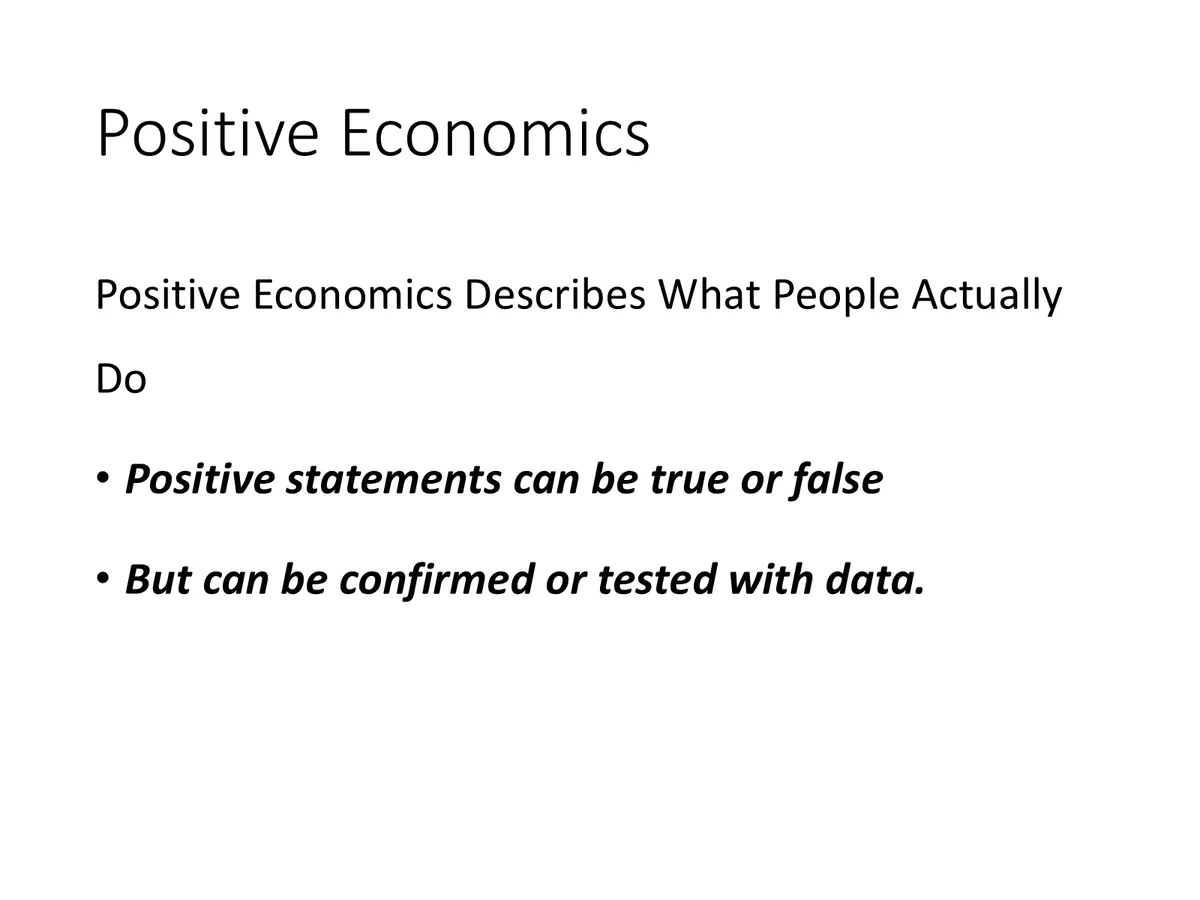 Positive Economics
Positive Economics Describes What People Actually
Do
• Positive statements can be true or false
• But can be confirmed or tested with data.